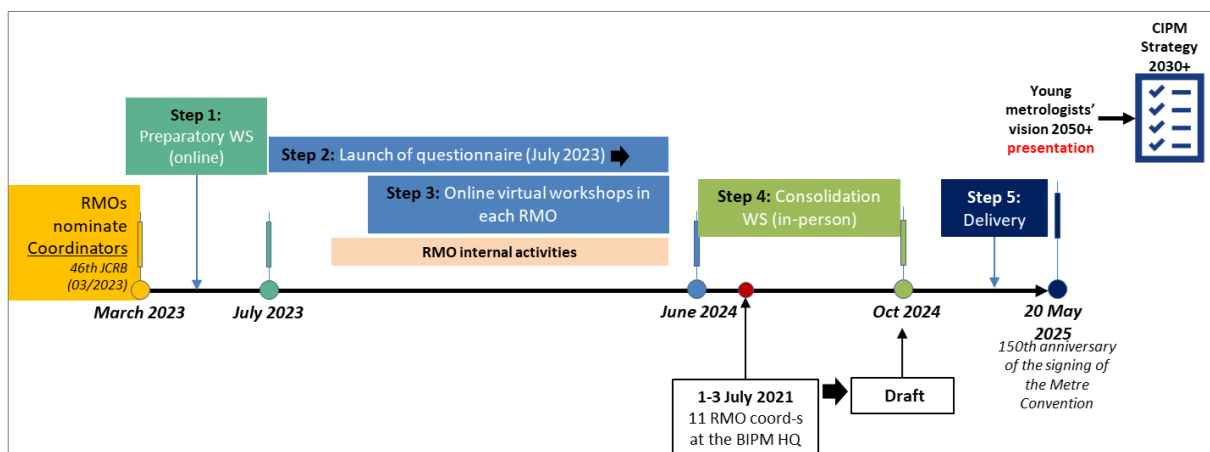 CIPM
Strategy
2030+
Young
metrologists’
vision 2050+
presentation
Step 1:
Preparatory WS
(online)
Step 2: Launch of questionnaire (July 2023)
Step 3: Online virtual workshops in
each RMO
RMO internal activities
Step 4: Consolidation
WS (in-person)
Step 5:
Delivery
RMOs
nominate
Coordinators
46th JCRB
(03/2023)
March 2023
July 2023
June 2024
Oct 2024
20 May
2025
150th anniversary
of the signing of
the Metre
Convention
1-3 July 2021
11 RMO coord-s
at the BIPM HQ
Draft